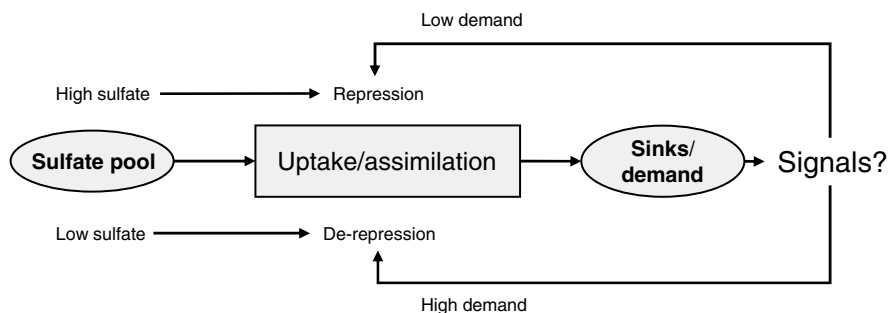 Low demand
High sulfate
Repression
Sulfate pool
Uptake/assimilation
Sinks/
demand
Signals?
Low sulfate
De-repression
High demand